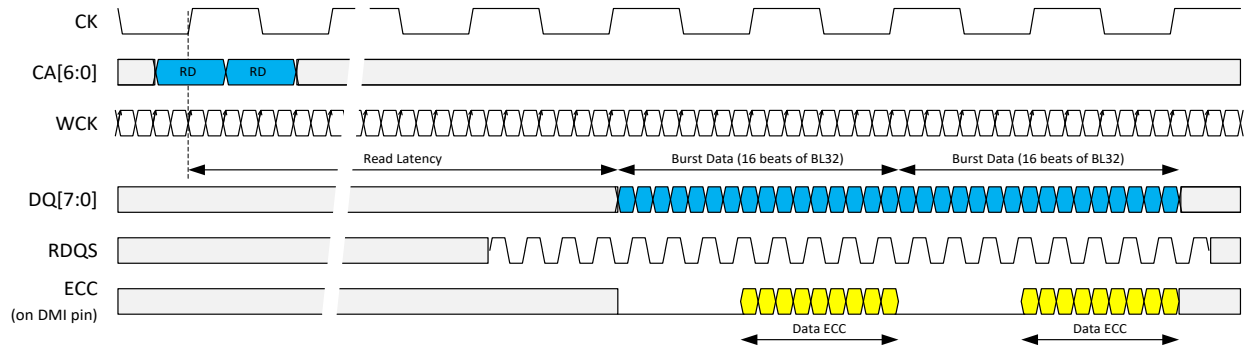 CK
CA[6:0]
RD RD
WCK
Read Latency Burst Data (16 beats of BL32) Burst Data (16 beats of BL32)
DQ[7:0]
RDQS
ECC
(on DMI pin)
Data ECC Data ECC